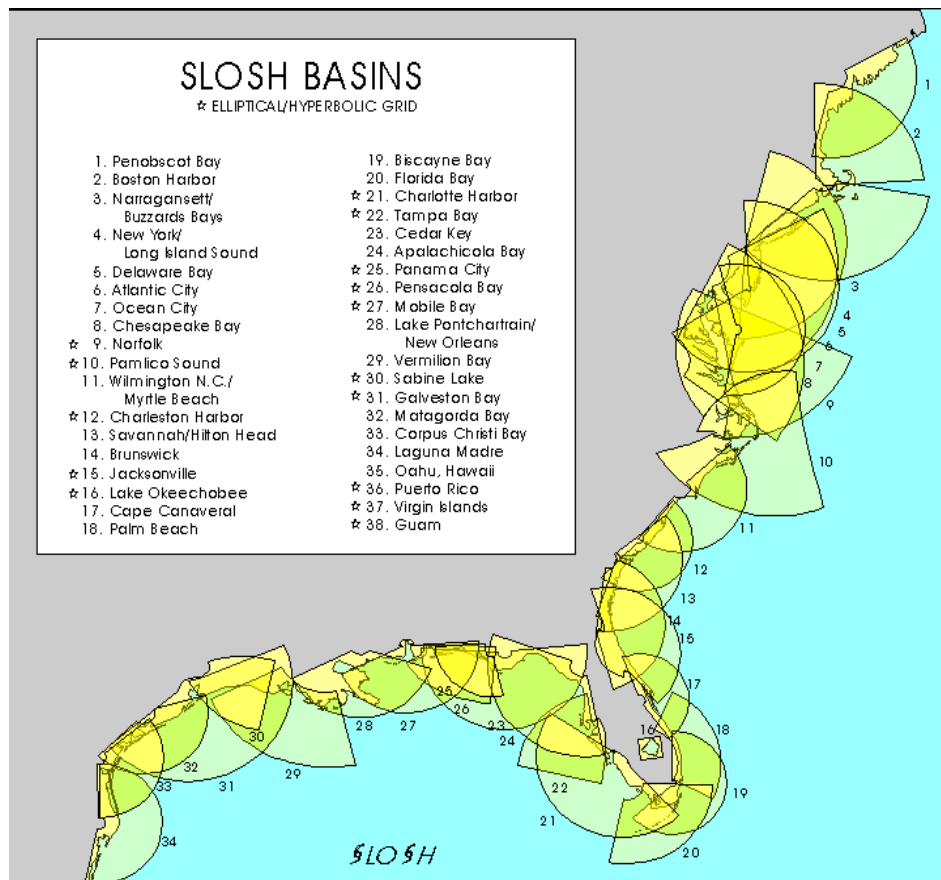 SLOSH BASINS
☆ ELLIPTICAL/HYPERBOLIC GRID
1. Penobscot Bay
2. Boston Harbor
3. Narragansett/
Buzzards Bays
4. New York/
Long Island Sound
5. Delaware Bay
6. Atlantic City
7. Ocean City
8. Chesapeake Bay
☆ 9. Norfolk
☆ 10. Pamlico Sound
11. Wilmington N.C./
Myrtle Beach
☆ 12. Charleston Harbor
13. Savannah/Hilton Head
14. Brunswick
☆ 15. Jacksonville
☆ 16. Lake Okeechobee
17. Cape Canaveral
18. Palm Beach
19. Biscayne Bay
20. Florida Bay
☆ 21. Charlotte Harbor
☆ 22. Tampa Bay
23. Cedar Key
24. Apalachicola Bay
☆ 25. Panama City
☆ 26. Pensacola Bay
☆ 27. Mobile Bay
28. Lake Pontchartrain/
New Orleans
29. Vermilion Bay
☆ 30. Sabine Lake
☆ 31. Galveston Bay
32. Matagorda Bay
33. Corpus Christi Bay
34. Laguna Madre
35. Oahu, Hawaii
☆ 36. Puerto Rico
☆ 37. Virgin Islands
☆ 38. Guam
1
2
3
4
5
6
7
8
9
10
11
12
13
14
15
17
16
18
19
20
21
22
23
24
25
26
27
28
29
30
31
32
33
34
SLOSH